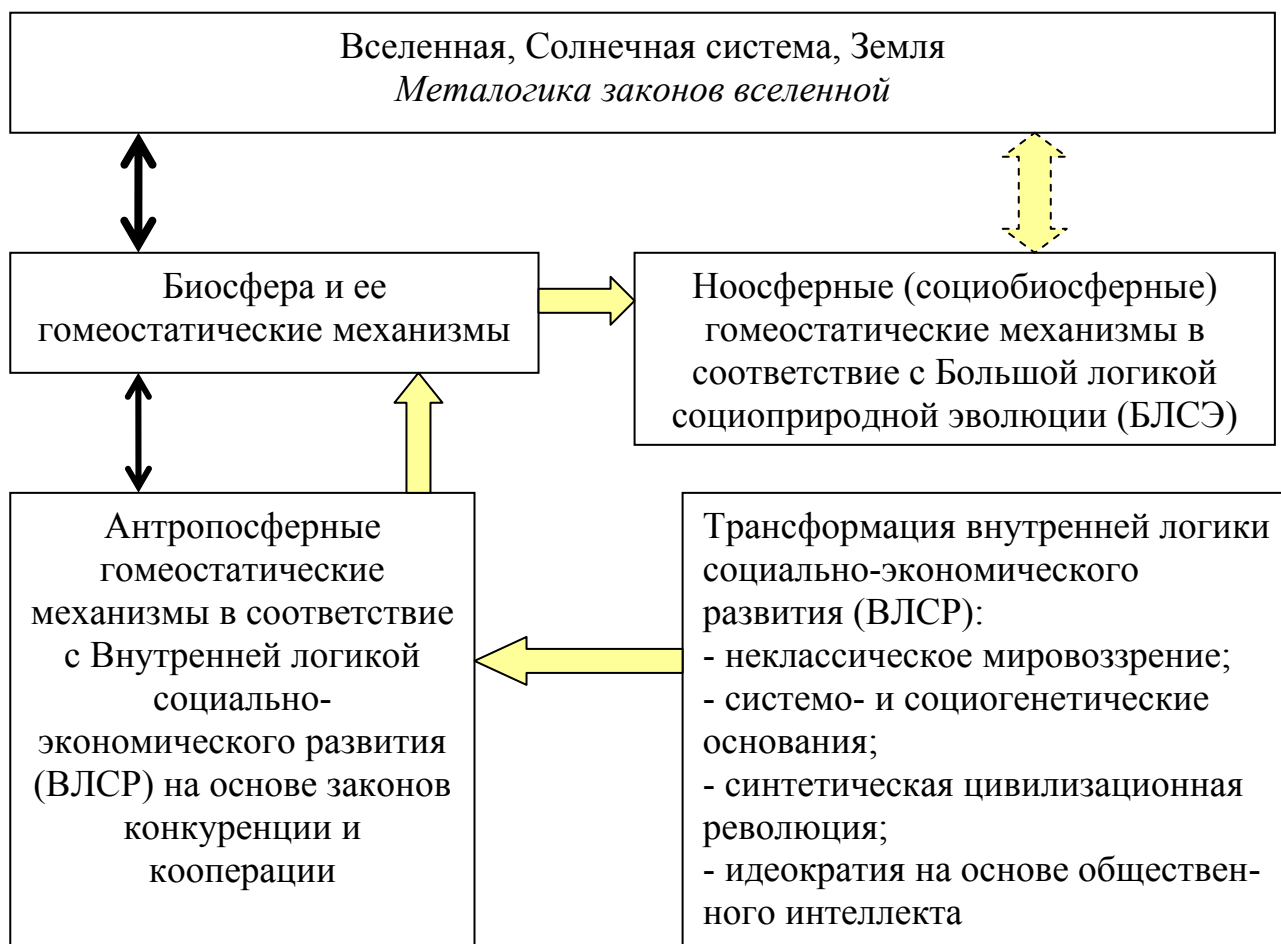 Вселенная, Солнечная система, Земля
Металогика законов вселенной
Биосфера и ее
гомеостатические механизмы
Ноосферные (социобиосферные)
гомеостатические механизмы в
соответствие с Большой логикой
социоприродной эволюции (БЛСЭ)
Антропосферные
гомеостатические
механизмы в соответствие
с Внутренней логикой
социально-
экономического развития
(ВЛСР) на основе законов
конкуренции и
кооперации
Трансформация внутренней логики
социально-экономического
развития (ВЛСР):
- неклассическое мировоззрение;
- системо- и социогенетические
основания;
- синтетическая цивилизационная
революция;
- идеократия на основе обществен-
ного интеллекта